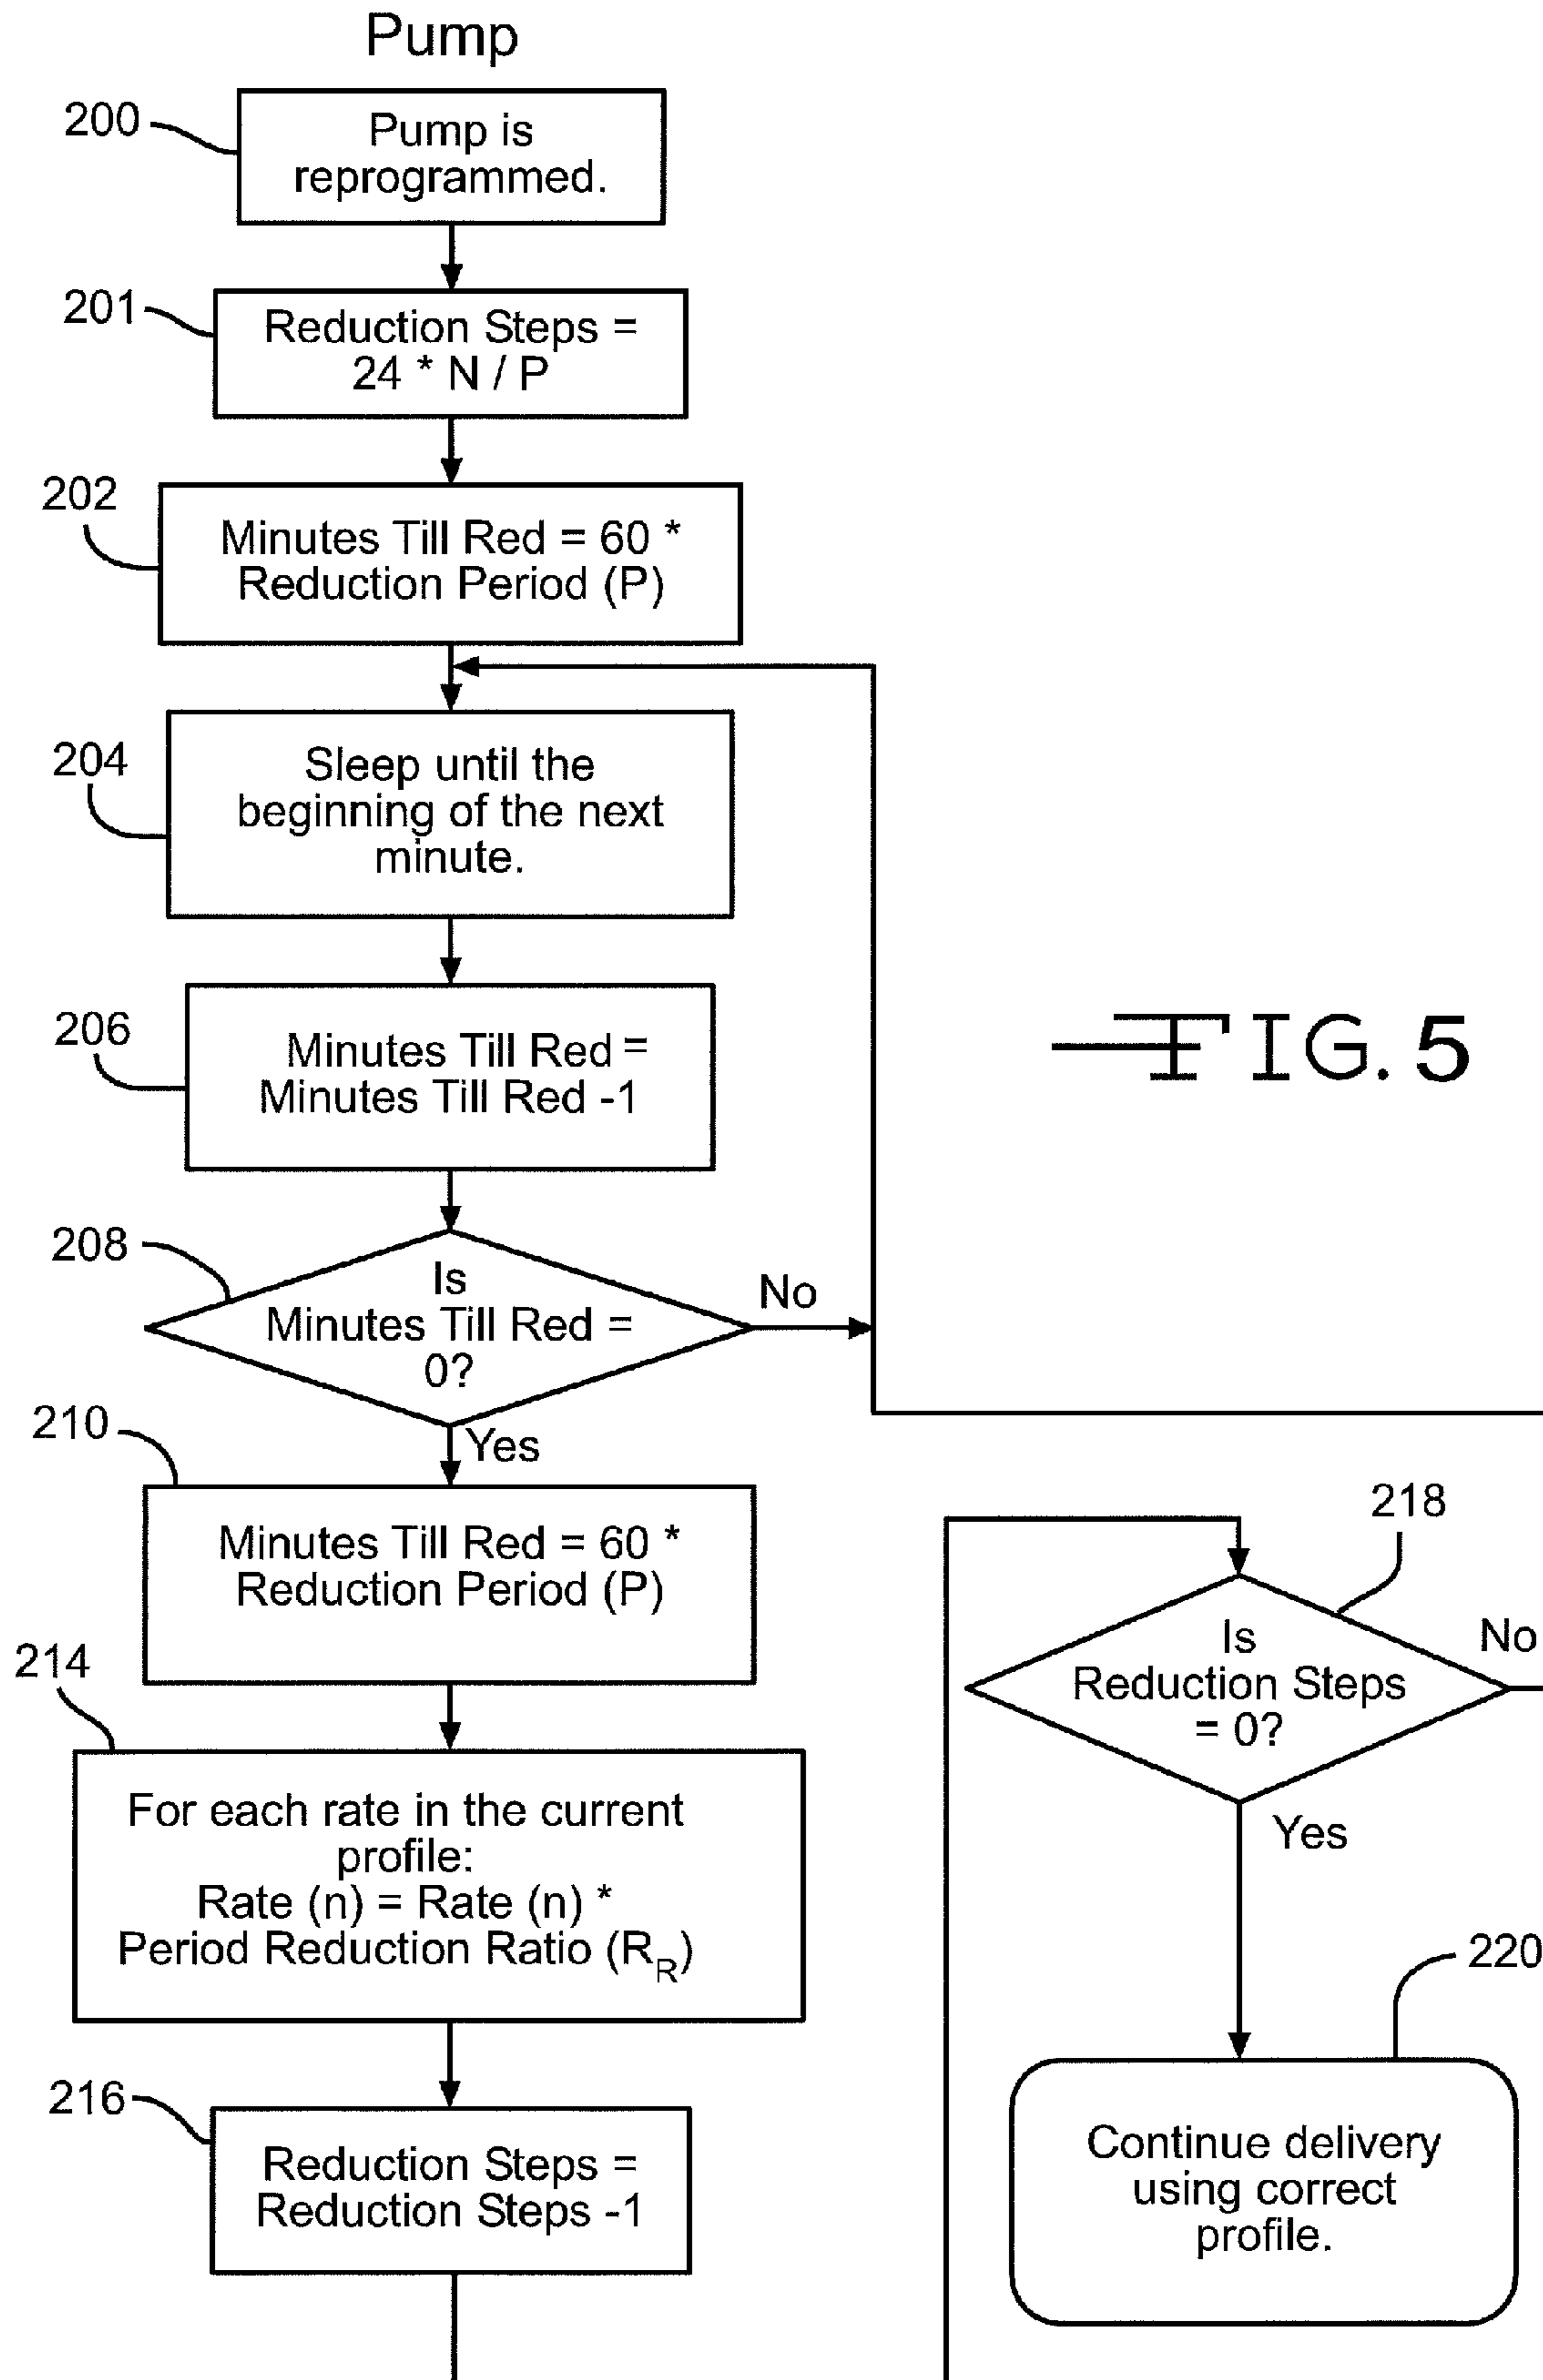 Pump
200
Pump is
reprogrammed.
201
Reduction Steps =
24 * N / P
202
Minutes Till Red = 60 *
Reduction Period (P)
204
Sleep until the
beginning of the next
minute.
206
Minutes Till Red =
Minutes Till Red -1
FIG. 5
208
Is
Minutes Till Red =
0?
No
Yes
210
Minutes Till Red = 60 *
Reduction Period (P)
214
For each rate in the current
profile:
Rate (n) = Rate (n) *
Period Reduction Ratio (R_R)
216
Reduction Steps =
Reduction Steps -1
218
Is
Reduction Steps
= 0?
No
Yes
220
Continue delivery
using correct
profile.